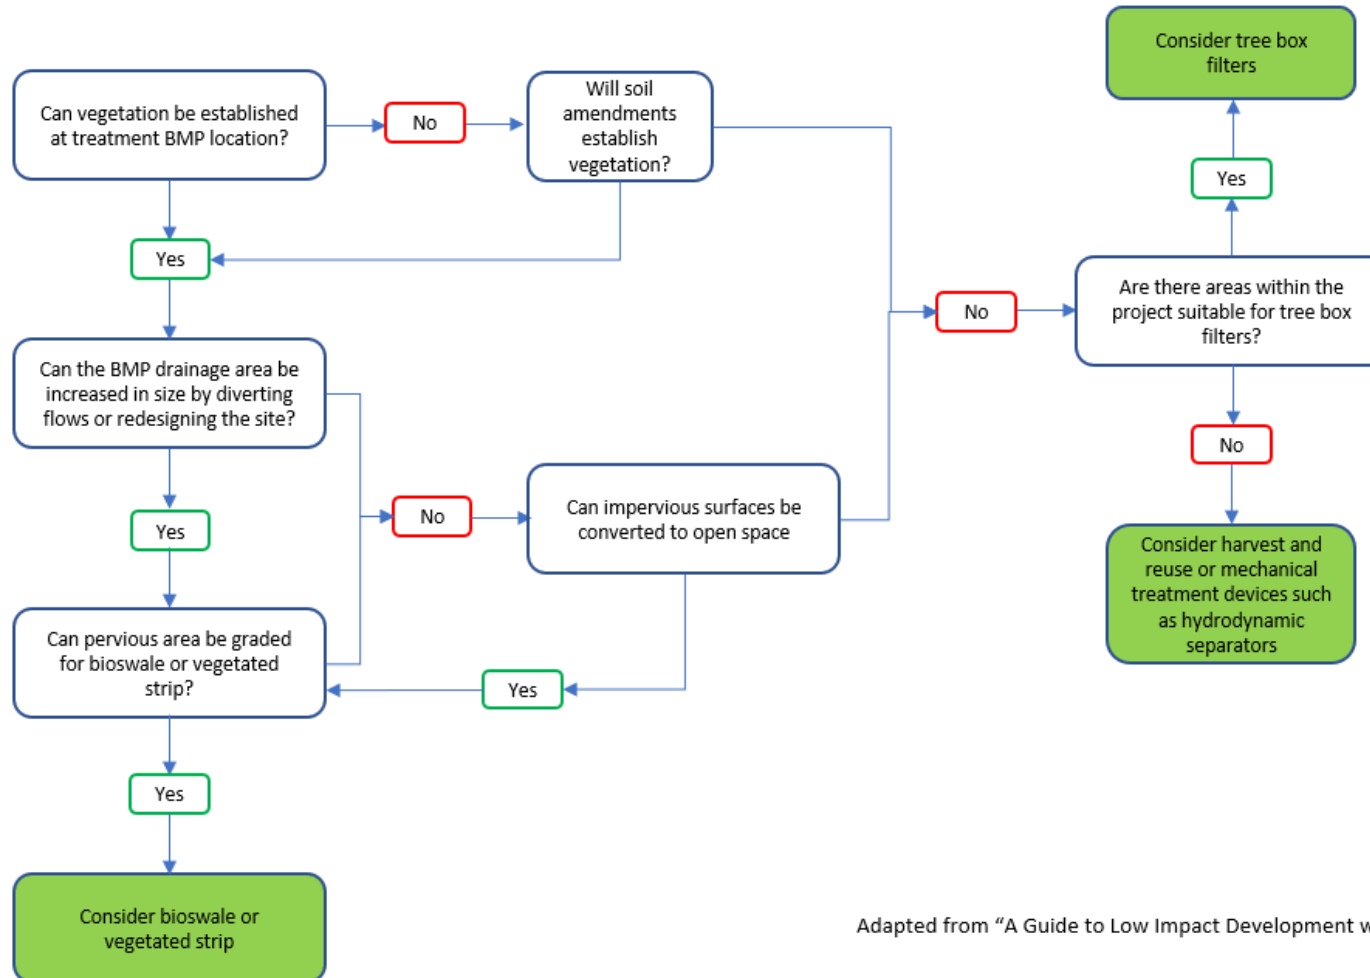 Consider tree box
filters
Can vegetation be established
at treatment BMP location?
No
Will soil
amendments
establish
vegetation?
Yes
Yes
Are there areas within the
project suitable for tree box
filters?
No
Can the BMP drainage area be
increased in size by diverting
flows or redesigning the site?
No
Can impervious surfaces be
converted to open space
No
Yes
Consider harvest and
reuse or mechanical
treatment devices such
as hydrodynamic
separators
Can pervious area be graded
for bioswale or vegetated
strip?
Yes
Yes
Consider bioswale or
vegetated strip
Adapted from “A Guide to Low Impact Development